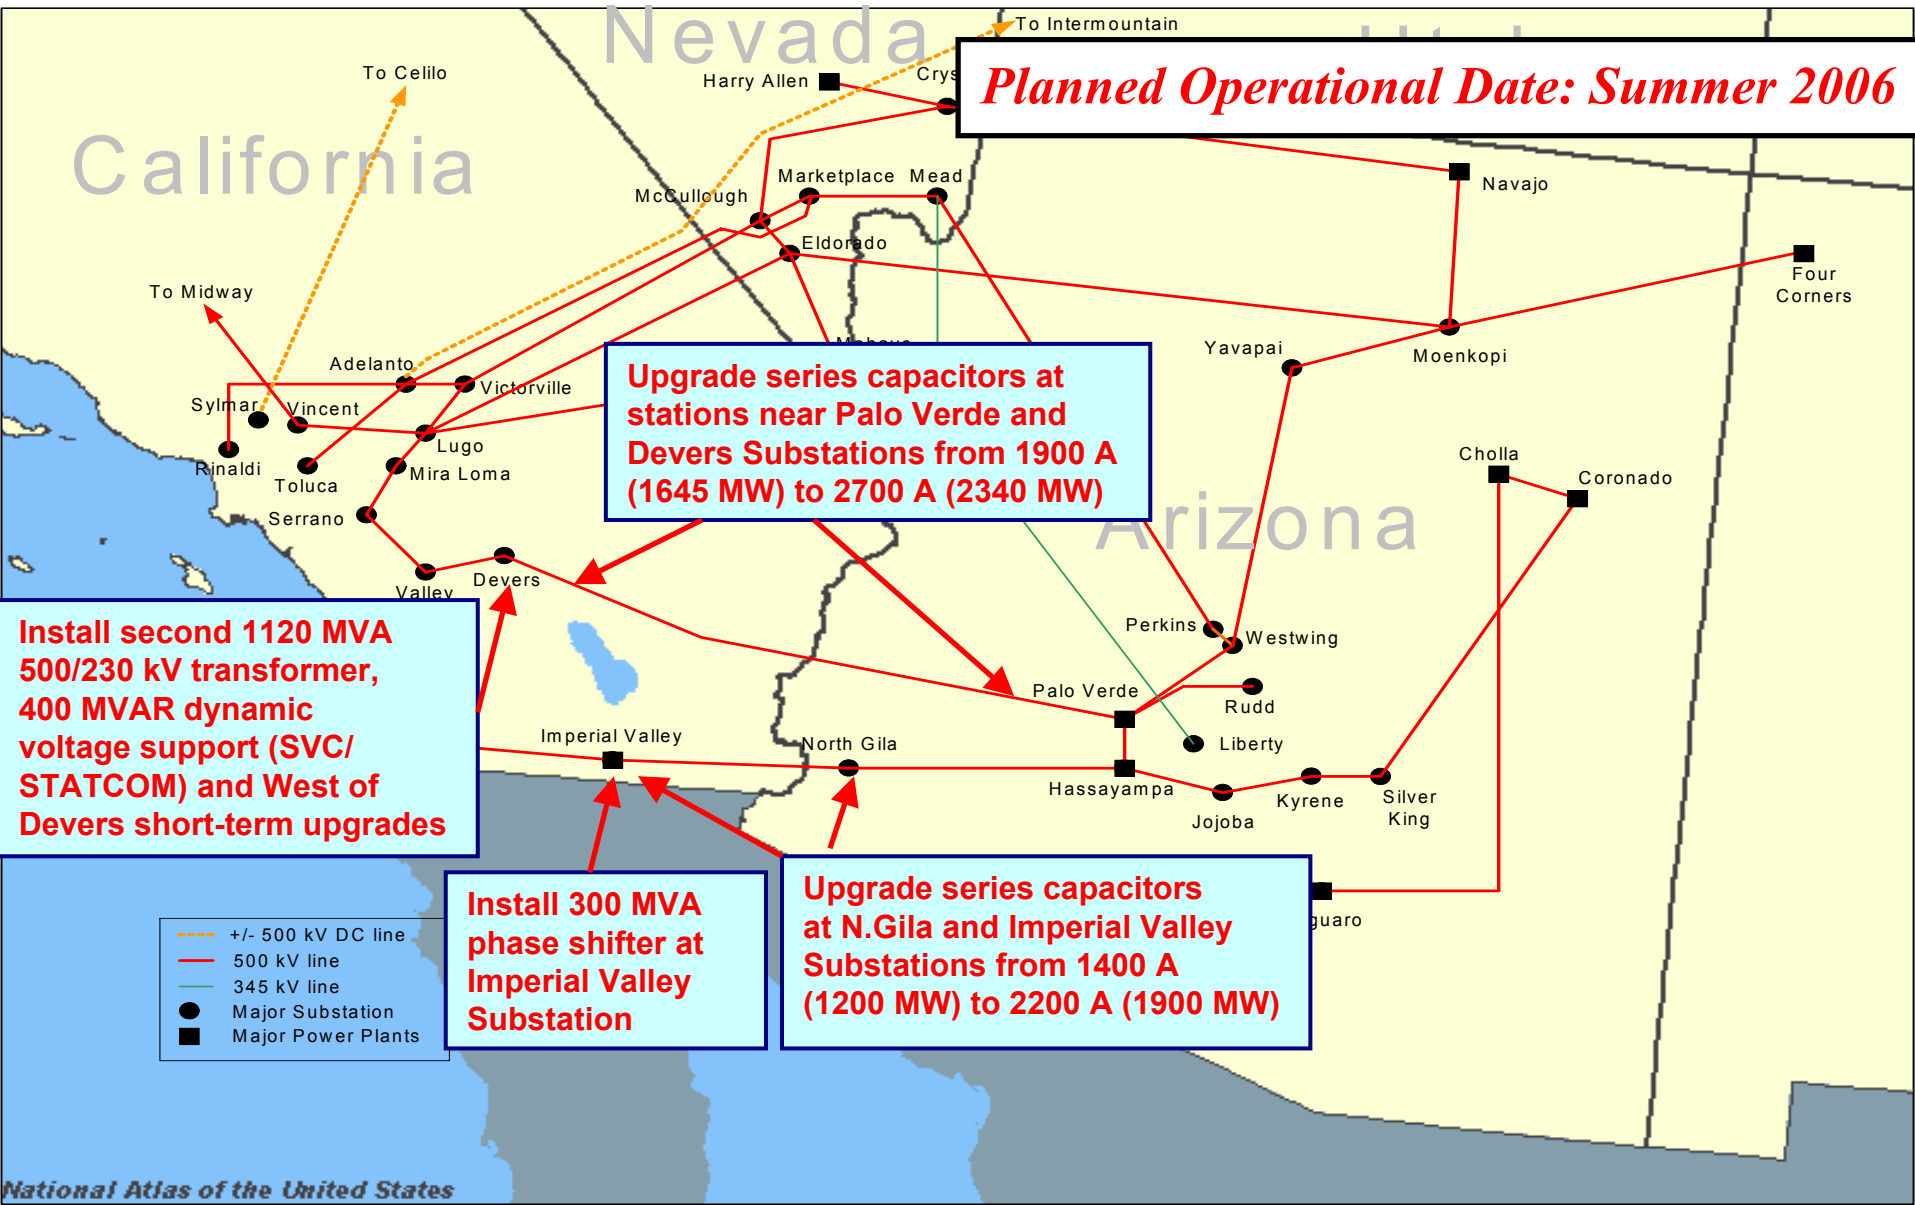 Nevada
To Intermountain
To Celilo
Harry Allen
Planned Operational Date: Summer 2006
California
Marketplace
Mead
McCullough
Navajo
Eldorado
To Midway
Four
Corners
Yavapai
Moenkopi
Adelanto
Victorville
Sylmar
Vincent
Lugo
Rinaldi
Toluca
Mira Loma
Serrano
Upgrade series capacitors at
stations near Palo Verde and
Devers Substations from 1900 A
(1645 MW) to 2700 A (2340 MW)
Cholla
Coronado
Arizona
Devers
Valley
Install second 1120 MVA
500/230 kV transformer,
400 MVAR dynamic
voltage support (SVC/
STATCOM) and West of
Devers short-term upgrades
Perkins
Westwing
Palo Verde
Rudd
Liberty
Imperial Valley
North Gila
Hassayampa
Jojoba
Kyrene
Silver
King
Install 300 MVA
phase shifter at
Imperial Valley
Substation
Upgrade series capacitors
at N.Gila and Imperial Valley
Substations from 1400 A
(1200 MW) to 2200 A (1900 MW)
guaro
+/- 500 kV DC line
500 kV line
345 kV line
Major Substation
Major Power Plants
National Atlas of the United States